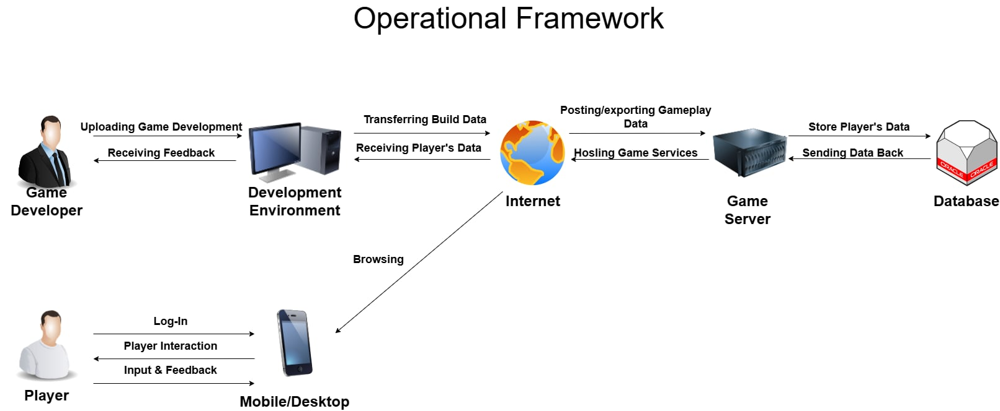 Operational Framework
Uploading Game Development
Receiving Feedback
Game
Developer
Development
Environment
Transferring Build Data
Receiving Player's Data
Internet
Posting/exporting Gameplay
Data
Hosling Game Services
Game
Server
Store Player's Data
Sending Data Back
ORACLE ORACLE
Database
Browsing
Log-In
Player Interaction
Input & Feedback
Player
Mobile/Desktop